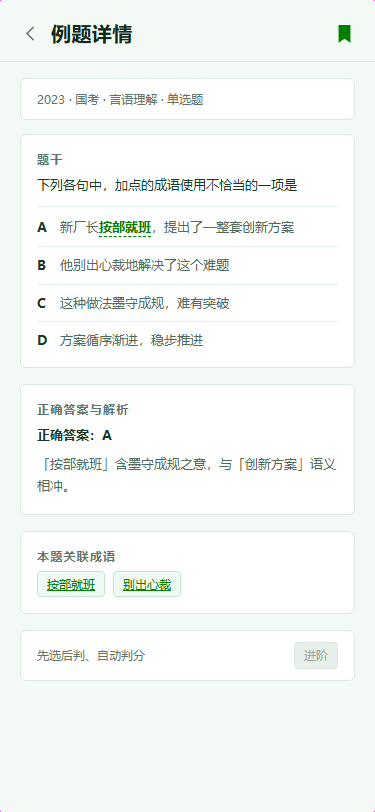 例题详情
2023 · 国考 · 言语理解 · 单选题
题干
下列各句中，加点的成语使用不恰当的一项是
A 新厂长按部就班，提出了一整套创新方案
B 他别出心裁地解决了这个难题
C 这种做法墨守成规，难有突破
D 方案循序渐进，稳步推进
正确答案与解析
正确答案：A
「按部就班」含墨守成规之意，与「创新方案」语义
相冲。
本题关联成语
按部就班 别出心裁
先选后判、自动判分 进阶